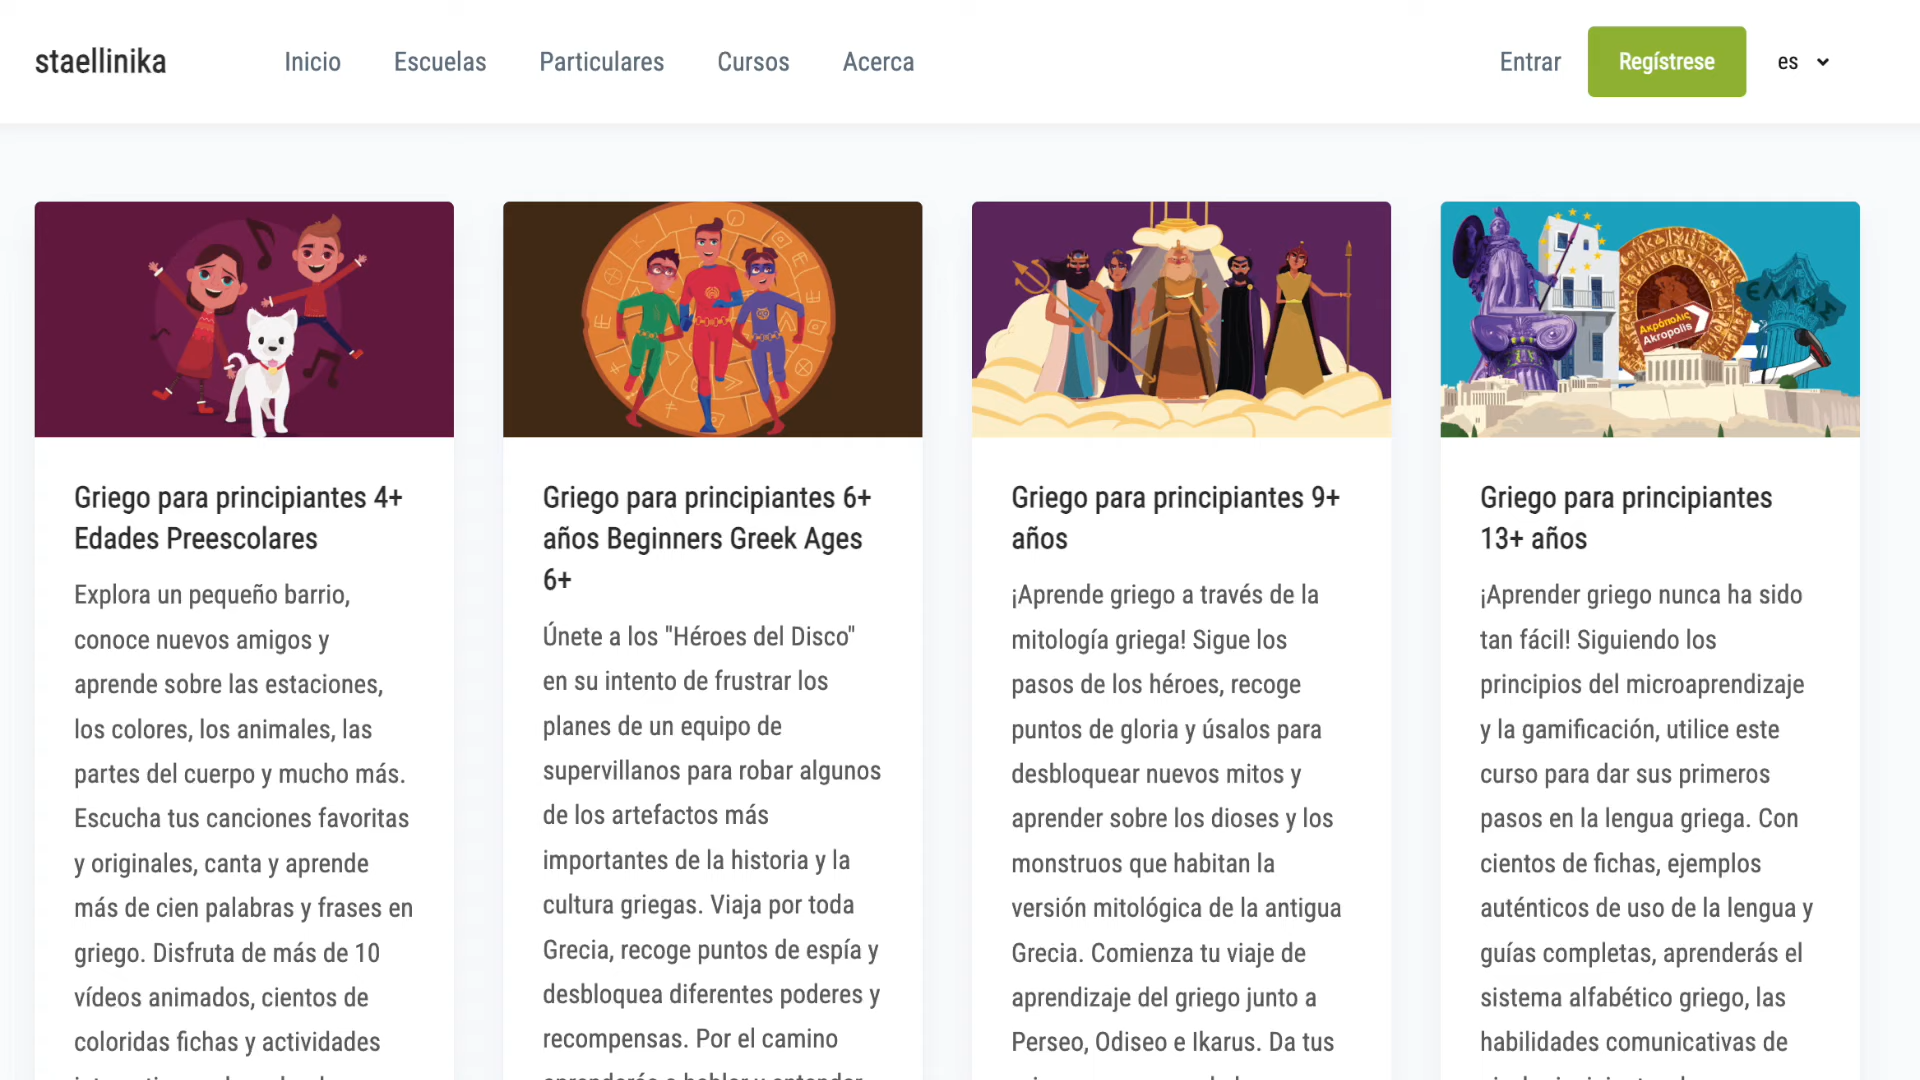 staellinika
Inicio
Escuelas
Particulares
Cursos
Acerca
Entrar
Regístrese
es
Ακρόπολις
Akropolis
ΕΛΛΑΣ
Griego para principiantes 4+
Edades Preescolares
Explora un pequeño barrio,
conoce nuevos amigos y
aprende sobre las estaciones,
los colores, los animales, las
partes del cuerpo y mucho más.
Escucha tus canciones favoritas
y originales, canta y aprende
más de cien palabras y frases en
griego. Disfruta de más de 10
vídeos animados, cientos de
coloridas fichas y actividades
Griego para principiantes 6+
años Beginners Greek Ages
6+
Únete a los "Héroes del Disco"
en su intento de frustrar los
planes de un equipo de
supervillanos para robar algunos
de los artefactos más
importantes de la historia y la
cultura griegas. Viaja por toda
Grecia, recoge puntos de espía y
desbloquea diferentes poderes y
recompensas. Por el camino
aprenderás a hablar y entender
Griego para principiantes 9+
años
¡Aprende griego a través de la
mitología griega! Sigue los
pasos de los héroes, recoge
puntos de gloria y úsalos para
desbloquear nuevos mitos y
aprender sobre los dioses y los
monstruos que habitan la
versión mitológica de la antigua
Grecia. Comienza tu viaje de
aprendizaje del griego junto a
Perseo, Odiseo e Ikarus. Da tus
Griego para principiantes
13+ años
¡Aprender griego nunca ha sido
tan fácil! Siguiendo los
principios del microaprendizaje
y la gamificación, utilice este
curso para dar sus primeros
pasos en la lengua griega. Con
cientos de fichas, ejemplos
auténticos de uso de la lengua y
guías completas, aprenderás el
sistema alfabético griego, las
habilidades comunicativas de